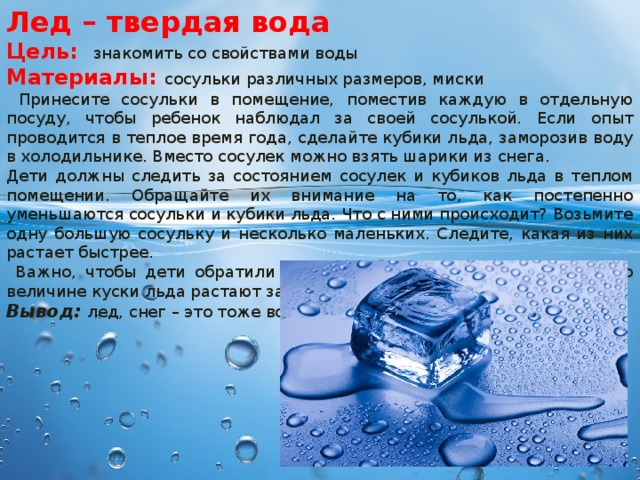 Лед – твердая вода
Цель: знакомить со свойствами воды
Материалы: сосульки различных размеров, миски
Принесите сосульки в помещение, поместив каждую в отдельную
посуду, чтобы ребенок наблюдал за своей сосулькой. Если опыт
проводится в теплое время года, сделайте кубики льда, заморозив воду
в холодильнике. Вместо сосулек можно взять шарики из снега.
Дети должны следить за состоянием сосулек и кубиков льда в теплом
помещении. Обращайте их внимание на то, как постепенно
уменьшаются сосульки и кубики льда. Что с ними происходит? Возьмите
одну большую сосульку и несколько маленьких. Следите, какая из них
растает быстрее.
Важно, чтобы дети обратили
величине куски льда растают за
Вывод: лед, снег – это тоже